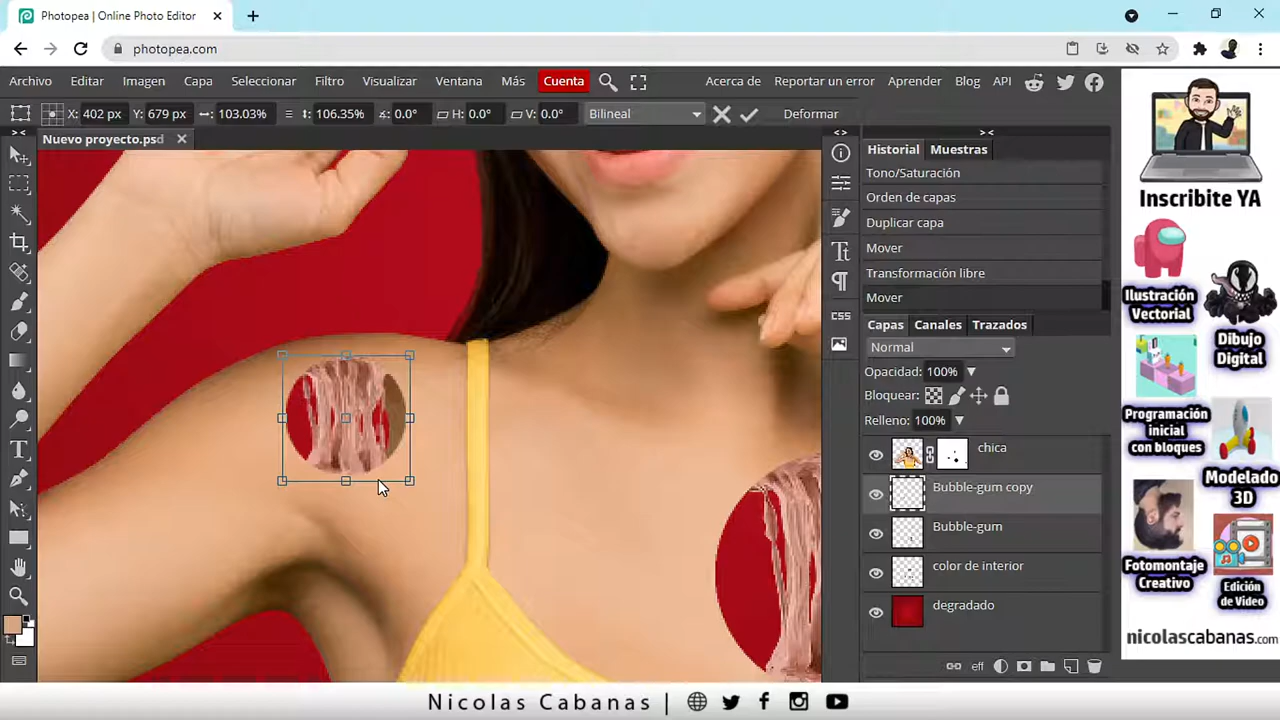 Photopea | Online Photo Editor
photopea.com
Archivo Editar Imagen Capa Seleccionar Filtro Visualizar Ventana Más Cuenta Acerca de Reportar un error Aprender Blog API
X: 402 px Y: 679 px 103.03% 106.35% 0.0° H: 0.0° V: 0.0° Bilineal Deformar
Nuevo proyecto.psd
Historial Muestras
Tono/Saturación
Orden de capas
Duplicar capa
Mover
Transformación libre
Mover
CSS
Capas Canales Trazados
Normal
Opacidad: 100%
Bloquear:
Relleno: 100%
chica
Bubble-gum copy
Bubble-gum
color de interior
degradado
eff
Inscribite YA
Ilustración
Vectorial
Dibujo
Digital
Programación
inicial
con bloques
Modelado
3D
Fotomontaje
Creativo
Edición
de Video
nicolascabanas.com
Nicolas Cabanas |